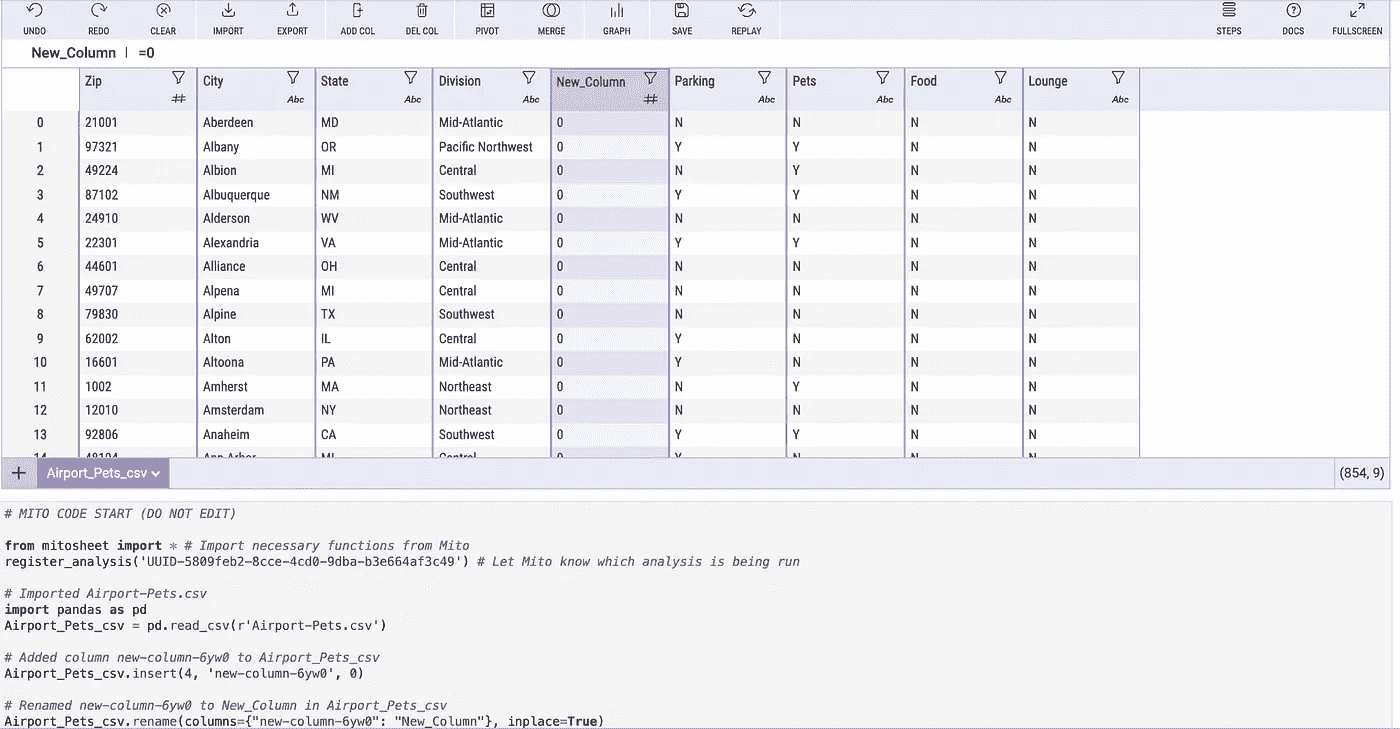 UNDO REDO CLEAR IMPORT EXPORT ADD COL DEL COL PIVOT MERGE GRAPH SAVE REPLAY STEPS DOCS FULLSCREEN
New_Column | =0
Zip City State Division New_Column Parking Pets Food Lounge
## Abc Abc Abc ## Abc Abc Abc Abc
0 21001 Aberdeen MD Mid-Atlantic 0 N N N N
1 97321 Albany OR Pacific Northwest 0 Y Y N N
2 49224 Albion MI Central 0 N Y N N
3 87102 Albuquerque NM Southwest 0 Y Y N N
4 24910 Alderson WV Mid-Atlantic 0 N N N N
5 22301 Alexandria VA Mid-Atlantic 0 Y Y N N
6 44601 Alliance OH Central 0 N N N N
7 49707 Alpena MI Central 0 N N N N
8 79830 Alpine TX Southwest 0 N N N N
9 62002 Alton IL Central 0 Y Y N N
10 16601 Altoona PA Mid-Atlantic 0 Y N N N
11 1002 Amherst MA Northeast 0 N Y N N
12 12010 Amsterdam NY Northeast 0 N N N N
13 92806 Anaheim CA Southwest 0 Y Y N N
+ Airport_Pets_csv (854, 9)
# MITO CODE START (DO NOT EDIT)
from mitosheet import * # Import necessary functions from Mito
register_analysis('UUID-5809feb2-8cce-4cd0-9dba-b3e664af3c49') # Let Mito know which analysis is being run
# Imported Airport-Pets.csv
import pandas as pd
Airport_Pets_csv = pd.read_csv(r'Airport-Pets.csv')
# Added column new-column-6yw0 to Airport_Pets_csv
Airport_Pets_csv.insert(4, 'new-column-6yw0', 0)
# Renamed new-column-6yw0 to New_Column in Airport_Pets_csv
Airport_Pets_csv.rename(columns={"new-column-6yw0": "New_Column"}, inplace=True)